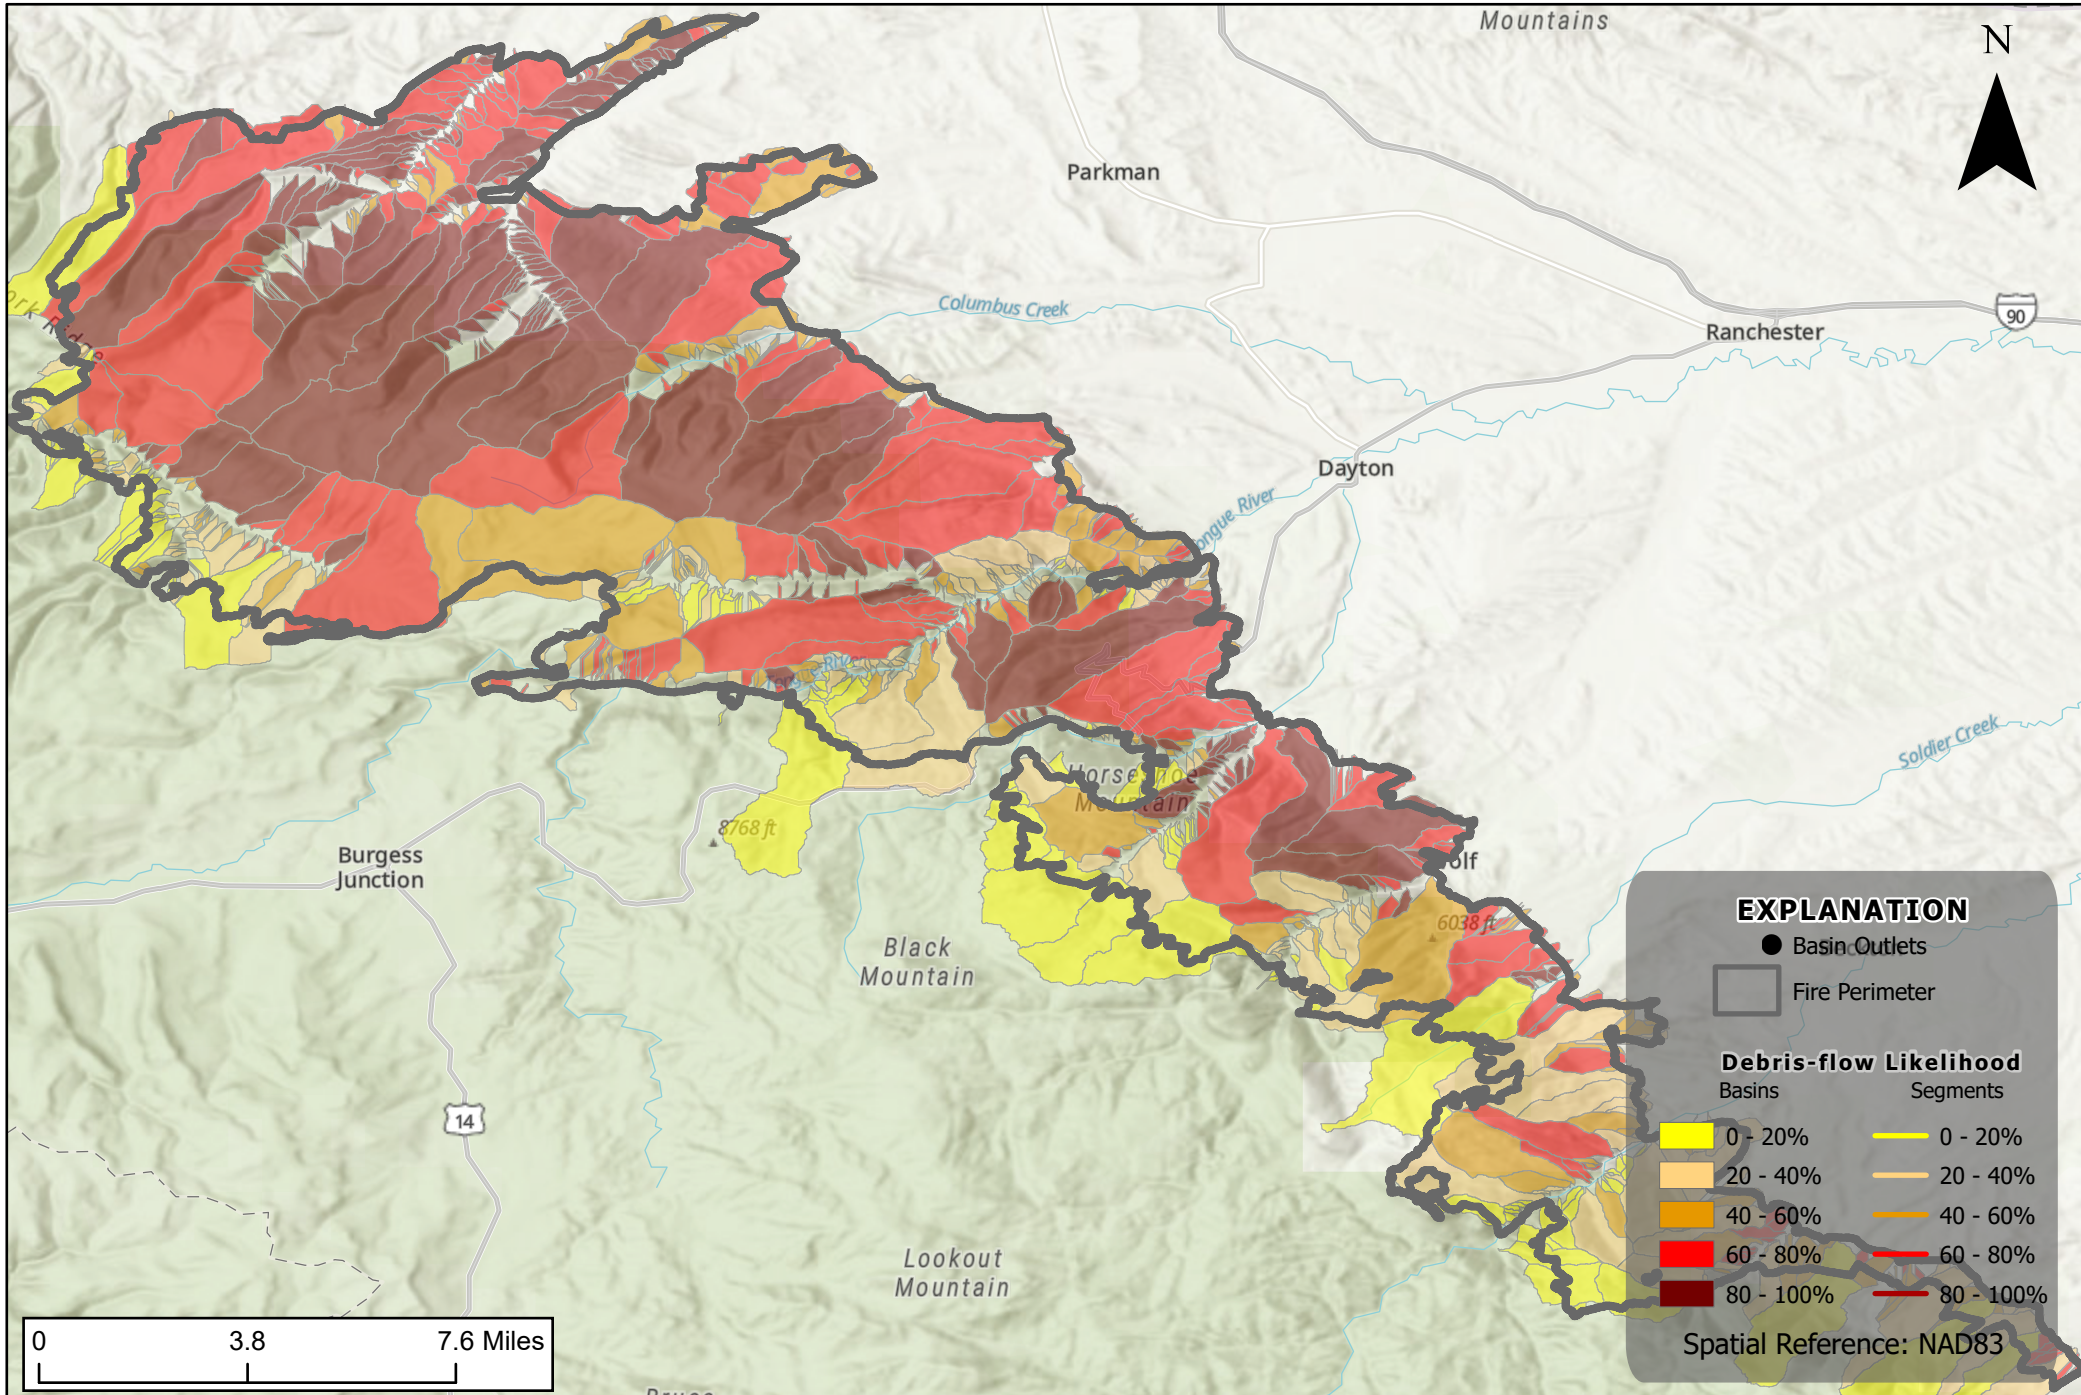 Mountains
N
Parkman
Columbus Creek
90
Ranchester
Dayton
Tongue River
Tongue River
Soldier Creek
Horseshoe
Mountain
8768 ft
Burgess
Junction
6038 ft
Black
Mountain
14
Lookout
Mountain
EXPLANATION
Basin Outlets
Fire Perimeter
Debris-flow Likelihood
Basins Segments
0 - 20% 0 - 20%
20 - 40% 20 - 40%
40 - 60% 40 - 60%
60 - 80% 60 - 80%
80 - 100% 80 - 100%
Spatial Reference: NAD83
0 3.8 7.6 Miles